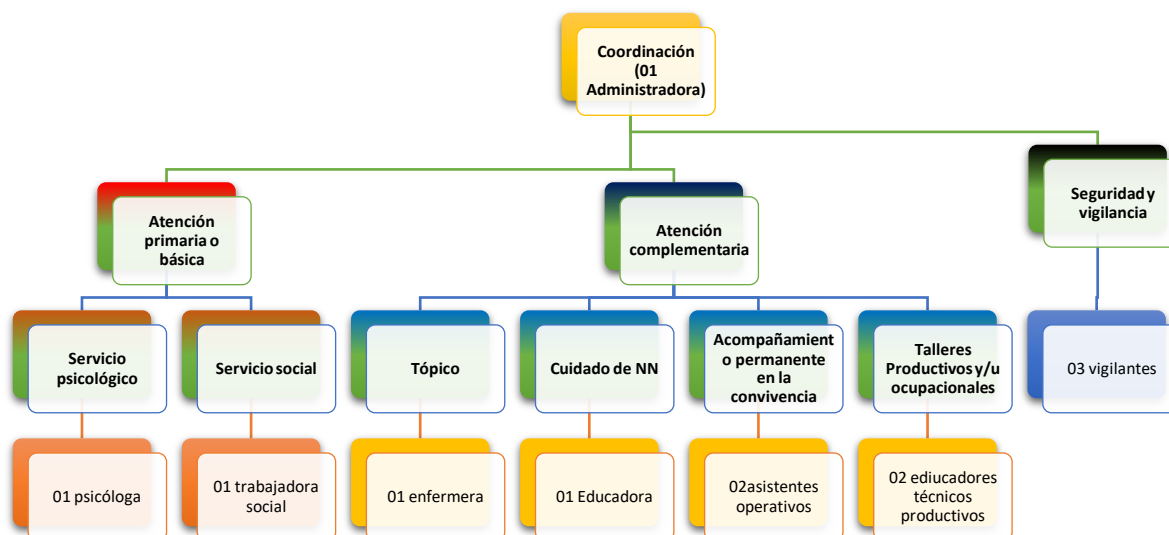 Coordinación
(01
Administradora)
Atención
primaria o
básica
Atención
complementaria
Seguridad y
vigilancia
Servicio
psicológico
Servicio social
Tópico
Cuidado de NN
Acompañamient
o permanente
en la
convivencia
Talleres
Productivos y/u
ocupacionales
03 vigilantes
01 psicóloga
01 trabajadora
social
01 enfermera
01 Educadora
02asistentes
operativos
02 ediucadores
técnicos
productivos